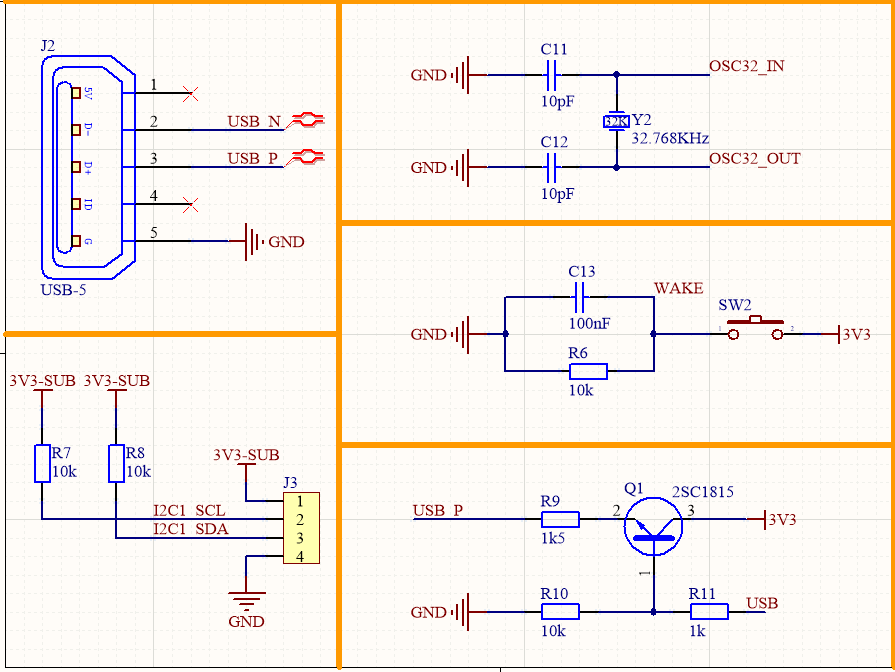 J2
5V
D-
D+
ID
G
1
2
3
4
5
USB_N
USB_P
GND
USB-5
C11
GND
10pF
OSC32_IN
32K
Y2
32.768KHz
C12
GND
10pF
OSC32_OUT
C13
100nF
WAKE
SW2
GND
1
2
3V3
R6
10k
3V3-SUB
3V3-SUB
R7
10k
R8
10k
3V3-SUB
J3
I2C1_SCL
I2C1_SDA
1
2
3
4
GND
USB_P
R9
1k5
Q1
2SC1815
2
3
1
3V3
GND
R10
10k
R11
1k
USB